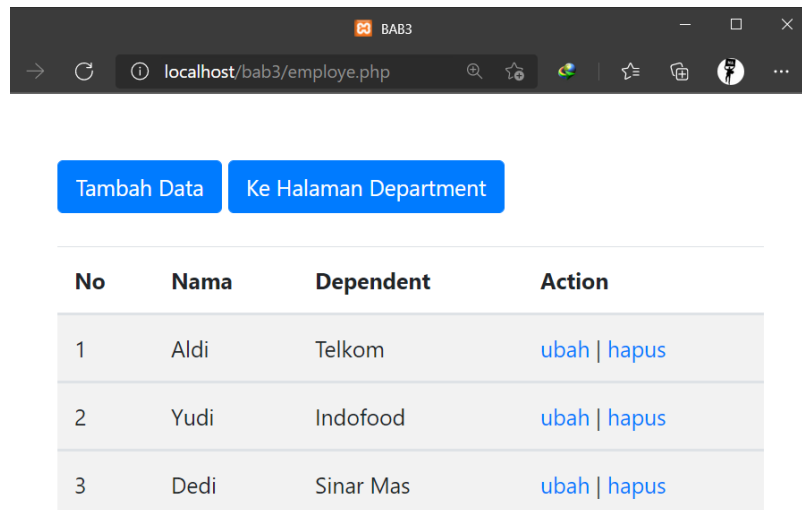 BAB3
localhost/bab3/employe.php
Tambah Data Ke Halaman Department
No Nama Dependent Action
1 Aldi Telkom ubah | hapus
2 Yudi Indofood ubah | hapus
3 Dedi Sinar Mas ubah | hapus